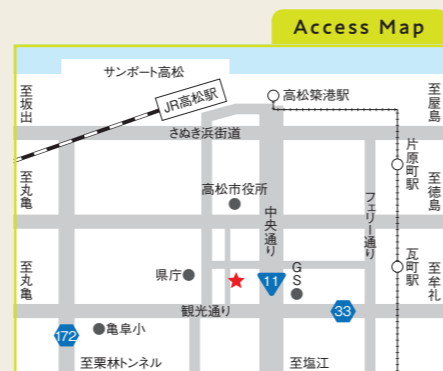 Access Map
サンポート高松
至坂出
JR高松駅
高松築港駅
至屋島
さぬき浜街道
片原町駅
至丸亀
高松市役所
中央通り
フェリー通り
至徳島
県庁
GS
瓦町駅
至丸亀
11
至牟礼
観光通り
33
172
亀阜小
至栗林トンネル
至塩江